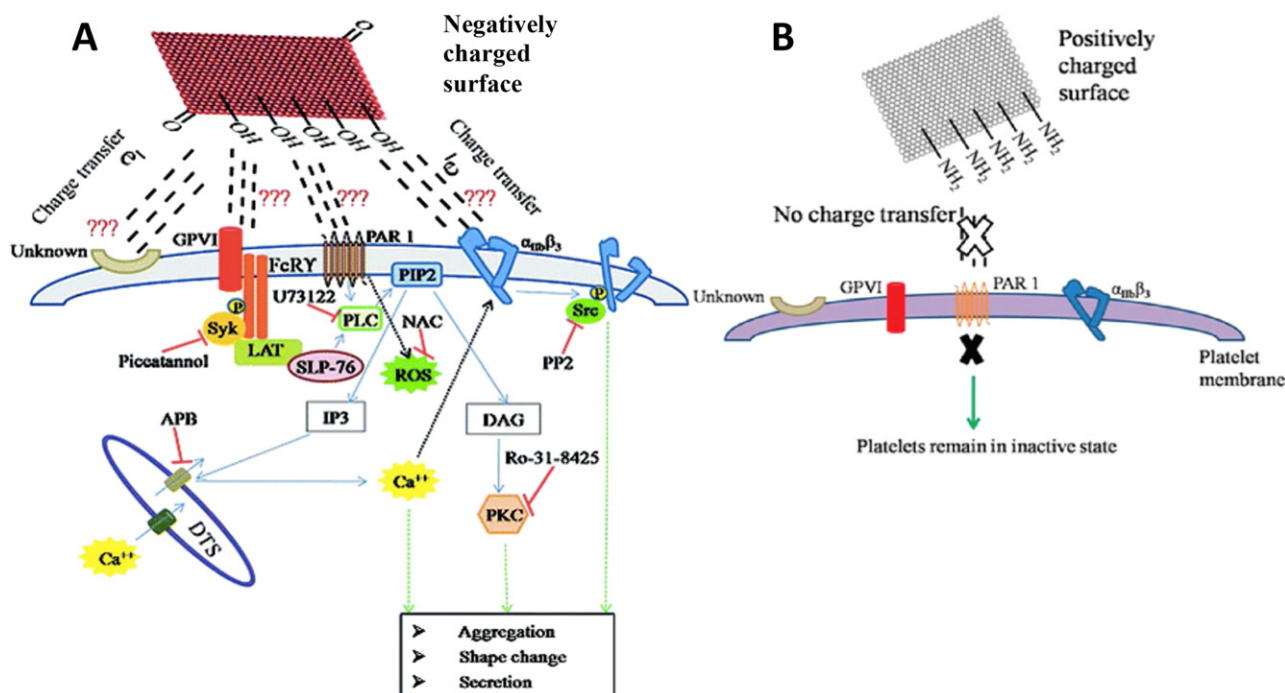 A
Negatively
charged
surface
O
O
OH
OH
OH
OH
OH
Charge transfer
e-
Charge transfer
e-
???
???
???
???
Unknown
GPVI
FcRY
PAR 1
αIIbβ3
PIP2
U73122
P
Syk
PLC
NAC
P
Src
Piceatannol
LAT
SLP-76
ROS
PP2
APB
IP3
DAG
Ro-31-8425
Ca++
PKC
DTS
Ca++
Aggregation
Shape change
Secretion
B
Positively
charged
surface
NH2
NH2
NH2
NH2
NH2
No charge transfer
Unknown
GPVI
PAR 1
αIIbβ3
Platelet
membrane
Platelets remain in inactive state